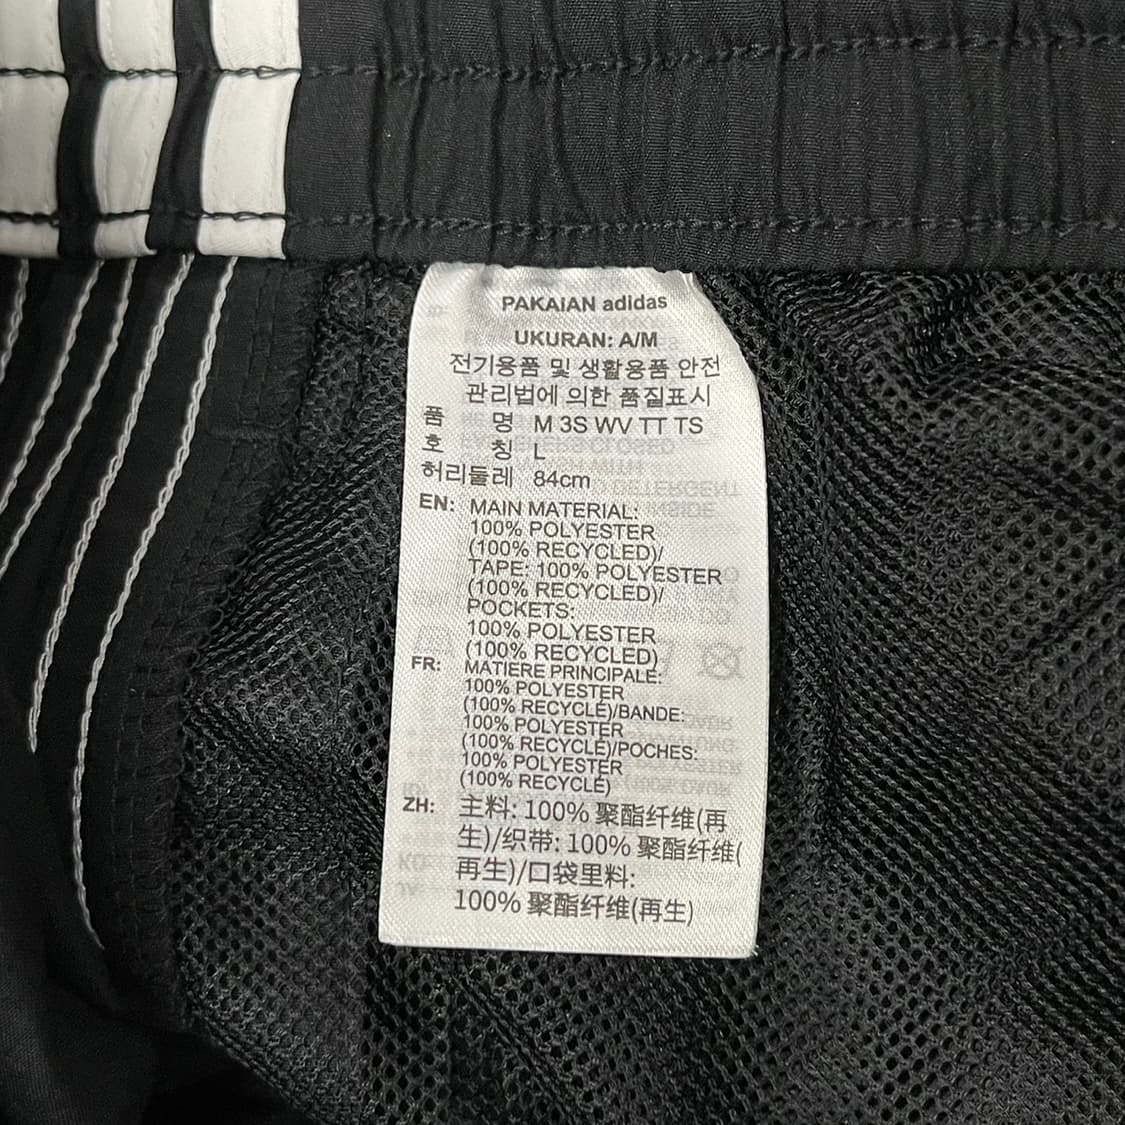 PAKAIAN adidas
UKURAN: A/M
전기용품 및 생활용품 안전
관리법에 의한 품질표시
품 명 M 3S WV TT TS
호 칭 L
허리둘레 84cm
EN: MAIN MATERIAL:
100% POLYESTER
(100% RECYCLED)/
TAPE: 100% POLYESTER
(100% RECYCLED)/
POCKETS:
100% POLYESTER
(100% RECYCLED)
FR: MATIERE PRINCIPALE:
100% POLYESTER
(100% RECYCLÉ)/BANDE:
100% POLYESTER
(100% RECYCLÉ)/POCHES:
100% POLYESTER
(100% RECYCLÉ)
ZH: 主料: 100% 聚酯纤维(再
生)/织带: 100% 聚酯纤维(
再生)/口袋里料:
100% 聚酯纤维(再生)